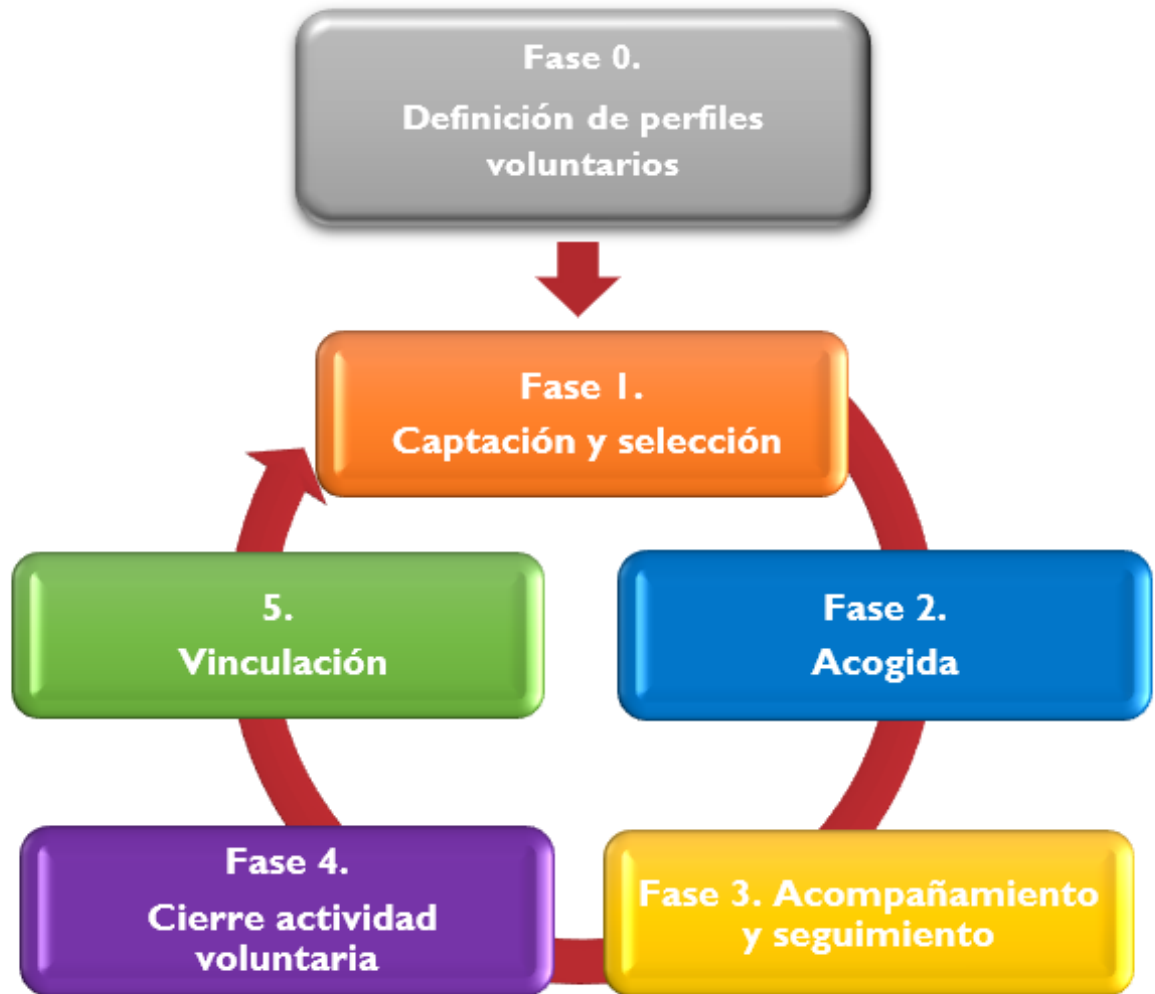 Fase 0.
Definición de perfiles
voluntarios
Fase 1.
Captación y selección
Fase 2.
Acogida
Fase 3. Acompañamiento
y seguimiento
Fase 4.
Cierre actividad
voluntaria
5.
Vinculación